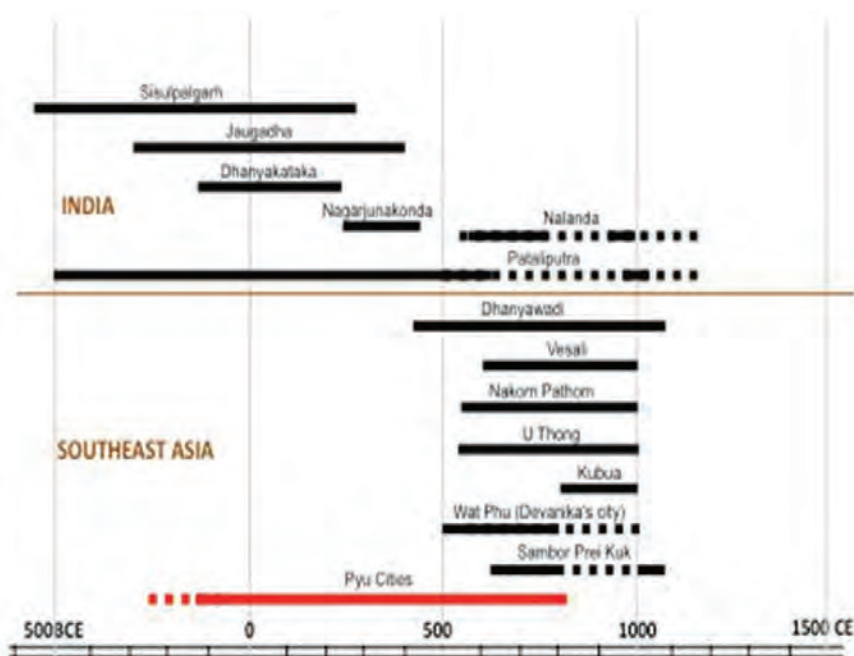 Sisulpalgarh
Jaugadha
Dhanyakataka
INDIA
Nagarjunakonda
Nalanda
Pataliputra
Dhanyawadi
Vesali
Nakorn Pathom
SOUTHEAST ASIA
U Thong
Kubua
Wat Phu (Devanika's city)
Sambor Prei Kuk
Pyu Cities
500BCE 0 500 1000 1500 CE